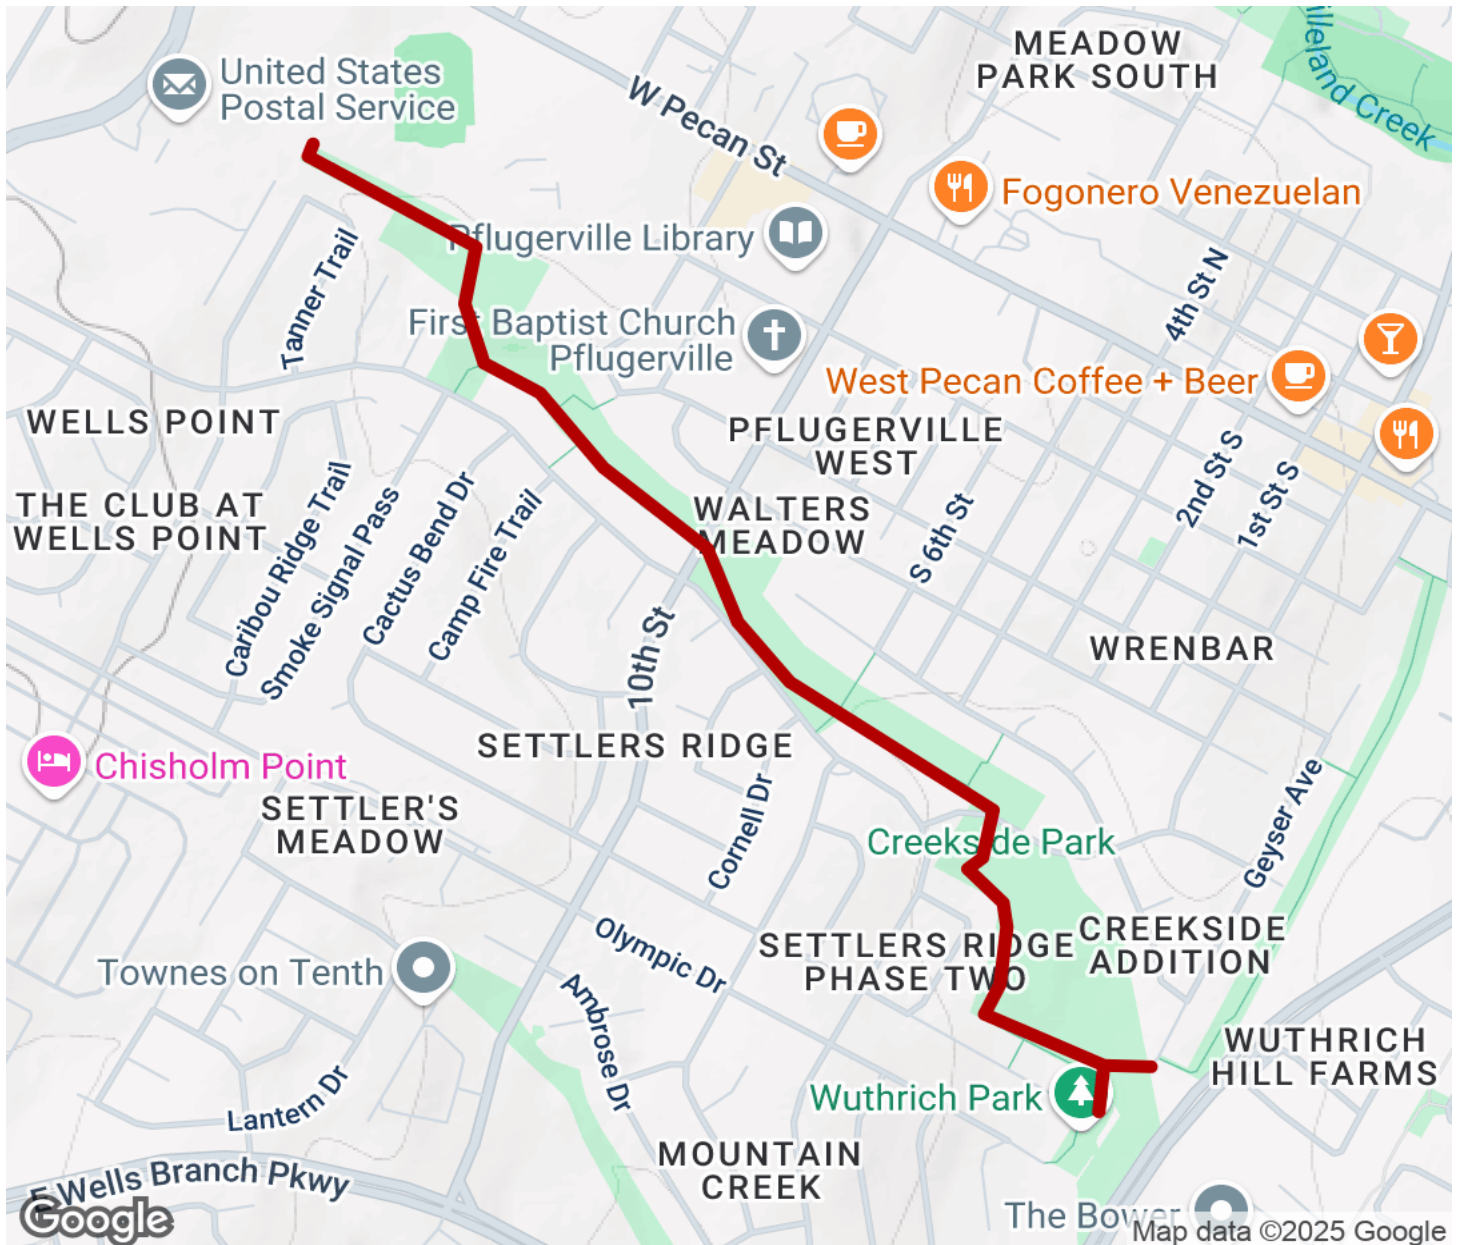 MEADOW
PARK SOUTH
illeland Creek
United States
Postal Service
W Pecan St
Fogonero Venezuelan
Pflugerville Library
Tanner Trail
4th St N
First Baptist Church
Pflugerville
West Pecan Coffee + Beer
WELLS POINT
PFLUGERVILLE
WEST
THE CLUB AT
WELLS POINT
WALTERS
MEADOW
2nd St S
1st St S
Caribou Ridge Trail
Smoke Signal Pass
Cactus Bend Dr
Camp Fire Trail
S 6th St
10th St
WRENBAR
SETTLERS RIDGE
Chisholm Point
SETTLER'S
MEADOW
Cornell Dr
Geyser Ave
Creekside Park
Olympic Dr
SETTLERS RIDGE
PHASE TWO
CREEKSIDE
ADDITION
Townes on Tenth
Ambrose Dr
WUTHRICH
HILL FARMS
Lantern Dr
Wuthrich Park
MOUNTAIN
CREEK
E Wells Branch Pkwy
The Bower
Google
Map data ©2025 Google